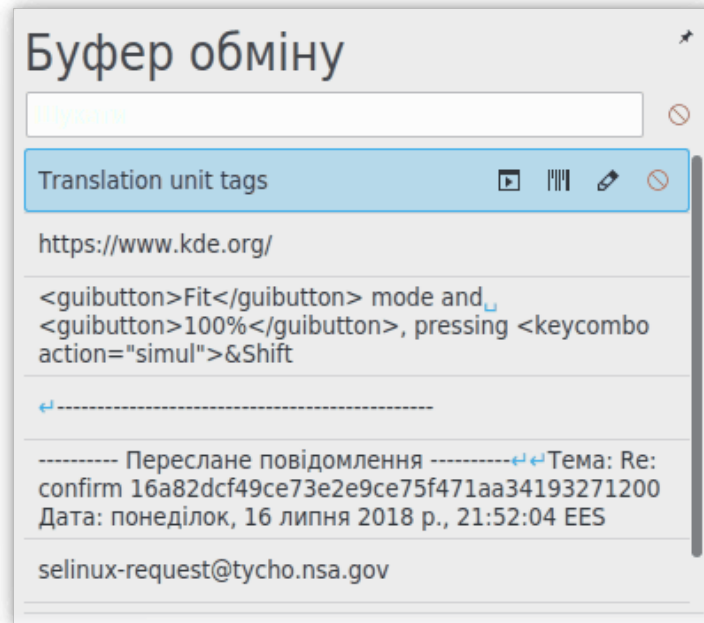 Буфер обміну
Шукати
Translation unit tags
https://www.kde.org/
<guibutton>Fit</guibutton> mode and␣
<guibutton>100%</guibutton>, pressing <keycombo
action="simul">&Shift
↵-----------------------------------------------
---------- Переслане повідомлення ----------↵↵Тема: Re:
confirm 16a82dcf49ce73e2e9ce75f471aa34193271200
Дата: понеділок, 16 липня 2018 р., 21:52:04 EES
selinux-request@tycho.nsa.gov